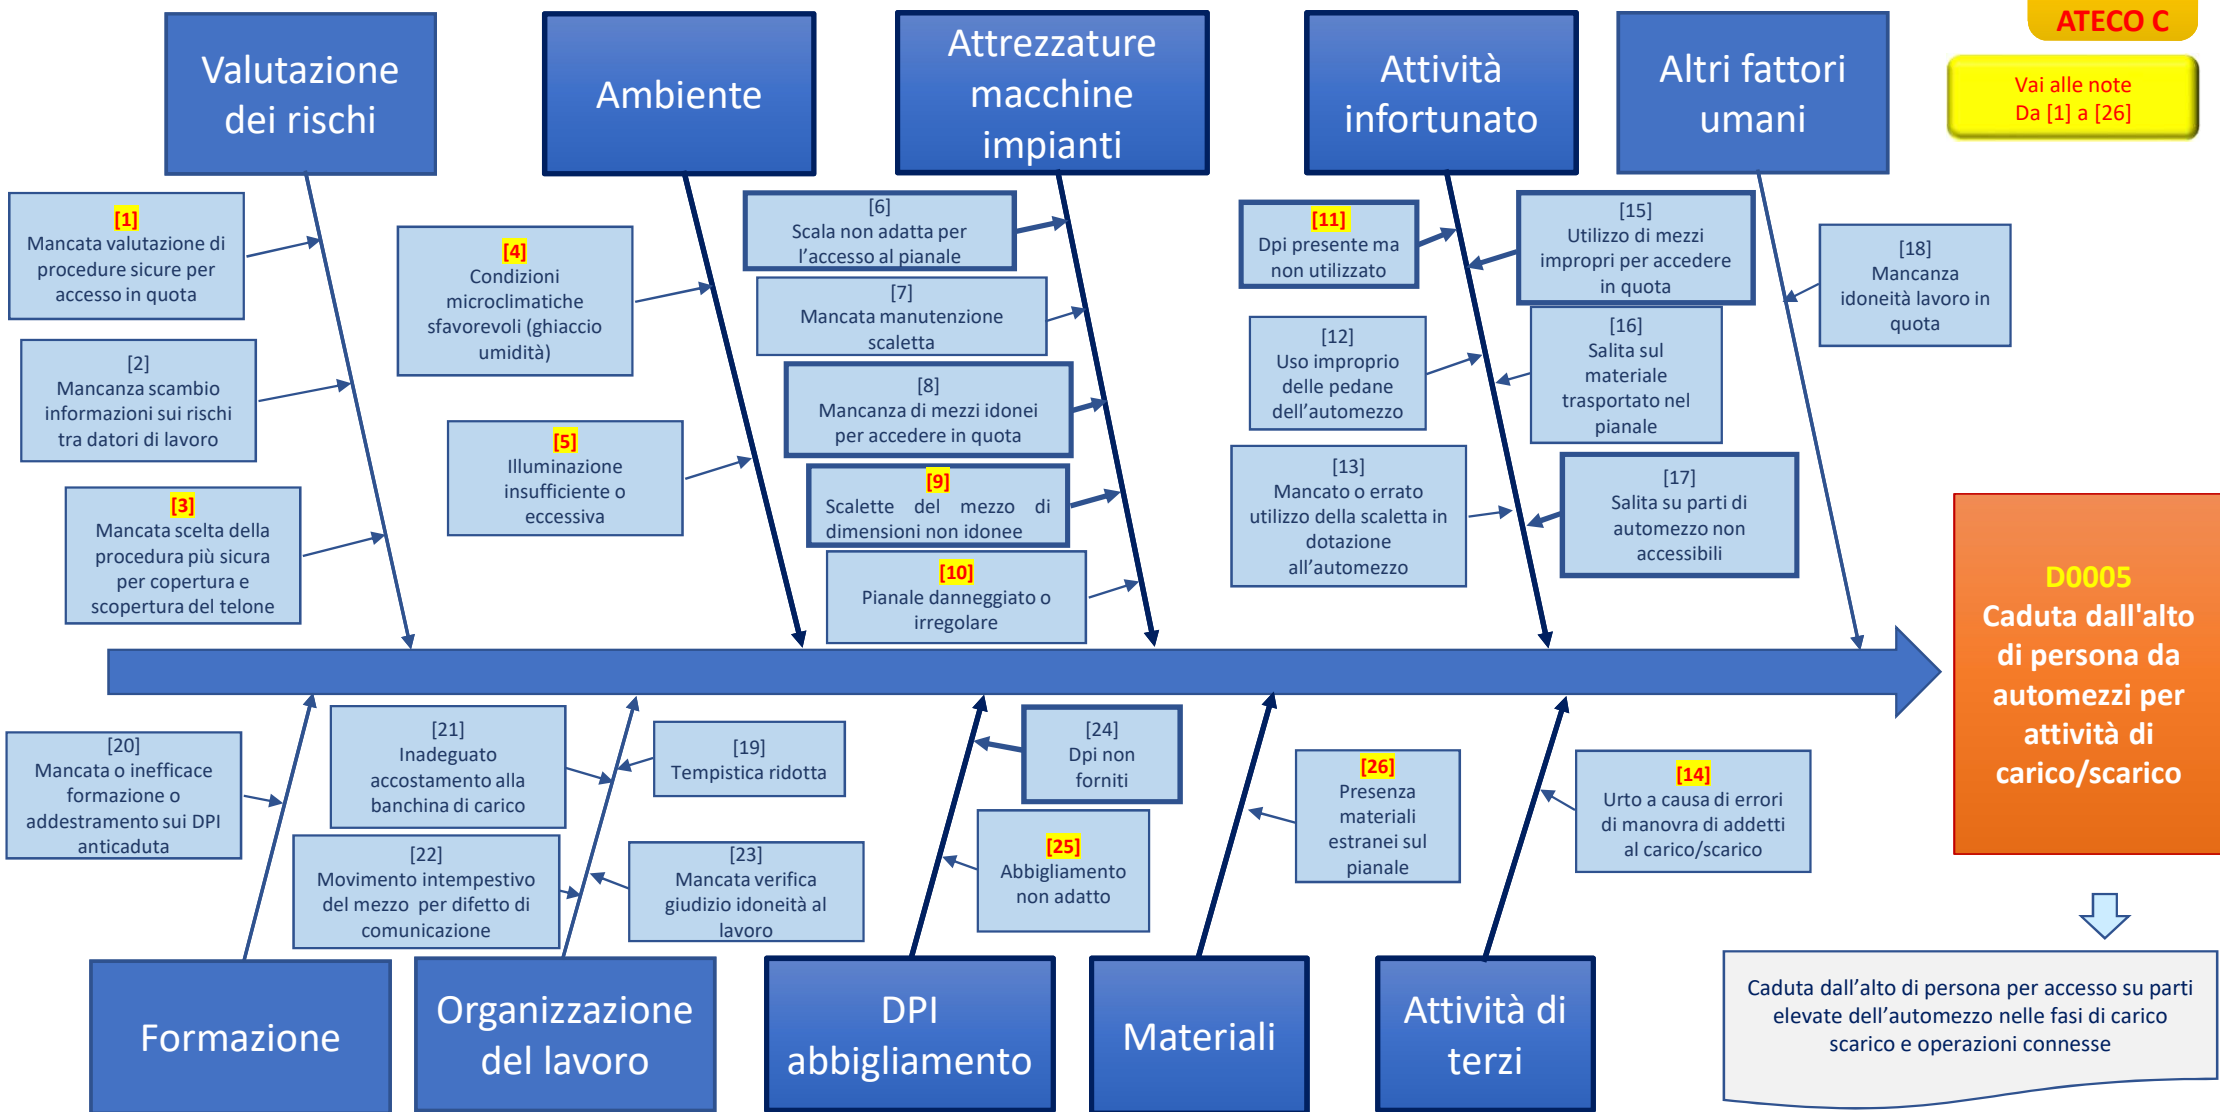 ATECO C
Vai alle note
Da [1] a [26]
Valutazione
dei rischi
Ambiente
Attrezzature
macchine
impianti
Attività
infortunato
Altri fattori
umani
[1]
Mancata valutazione di
procedure sicure per
accesso in quota
[2]
Mancanza scambio
informazioni sui rischi
tra datori di lavoro
[3]
Mancata scelta della
procedura più sicura
per copertura e
scopertura del telone
[4]
Condizioni
microclimatiche
sfavorevoli (ghiaccio
umidità)
[5]
Illuminazione
insufficiente o
eccessiva
[6]
Scala non adatta per
l’accesso al pianale
[7]
Mancata manutenzione
scaletta
[8]
Mancanza di mezzi idonei
per accedere in quota
[9]
Scalette del mezzo di
dimensioni non idonee
[10]
Pianale danneggiato o
irregolare
[11]
Dpi presente ma
non utilizzato
[12]
Uso improprio
delle pedane
dell’automezzo
[13]
Mancato o errato
utilizzo della scaletta in
dotazione
all’automezzo
[15]
Utilizzo di mezzi
impropri per accedere
in quota
[16]
Salita sul
materiale
trasportato nel
pianale
[17]
Salita su parti di
automezzo non
accessibili
[18]
Mancanza
idoneità lavoro in
quota
D0005
Caduta dall'alto
di persona da
automezzi per
attività di
carico/scarico
[20]
Mancata o inefficace
formazione o
addestramento sui DPI
anticaduta
[21]
Inadeguato
accostamento alla
banchina di carico
[19]
Tempistica ridotta
[22]
Movimento intempestivo
del mezzo per difetto di
comunicazione
[23]
Mancata verifica
giudizio idoneità al
lavoro
[24]
Dpi non
forniti
[25]
Abbigliamento
non adatto
[26]
Presenza
materiali
estranei sul
pianale
[14]
Urto a causa di errori
di manovra di addetti
al carico/scarico
Formazione
Organizzazione
del lavoro
DPI
abbigliamento
Materiali
Attività di
terzi
Caduta dall’alto di persona per accesso su parti
elevate dell’automezzo nelle fasi di carico
scarico e operazioni connesse